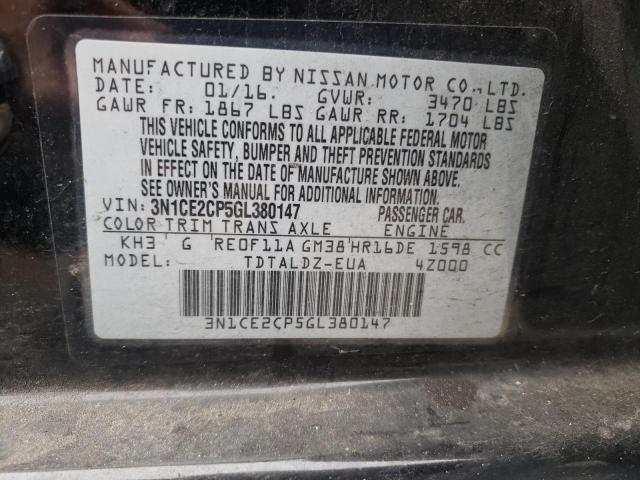 MANUFACTURED BY NISSAN MOTOR CO., LTD.
DATE: 01/16. GVWR: 3470 LBS
GAWR FR: 1867 LBS GAWR RR: 1704 LBS
THIS VEHICLE CONFORMS TO ALL APPLICABLE FEDERAL MOTOR
VEHICLE SAFETY, BUMPER AND THEFT PREVENTION STANDARDS
IN EFFECT ON THE DATE OF MANUFACTURE SHOWN ABOVE.
SEE OWNER'S MANUAL FOR ADDITIONAL INFORMATION.
VIN: 3N1CE2CP5GL380147 PASSENGER CAR.
COLOR TRIM TRANS AXLE ENGINE
KH3 G RE0F11A GM38 HR16DE 1598 CC
MODEL: TDTALDZ-EUA 4Z000
3N1CE2CP5GL380147